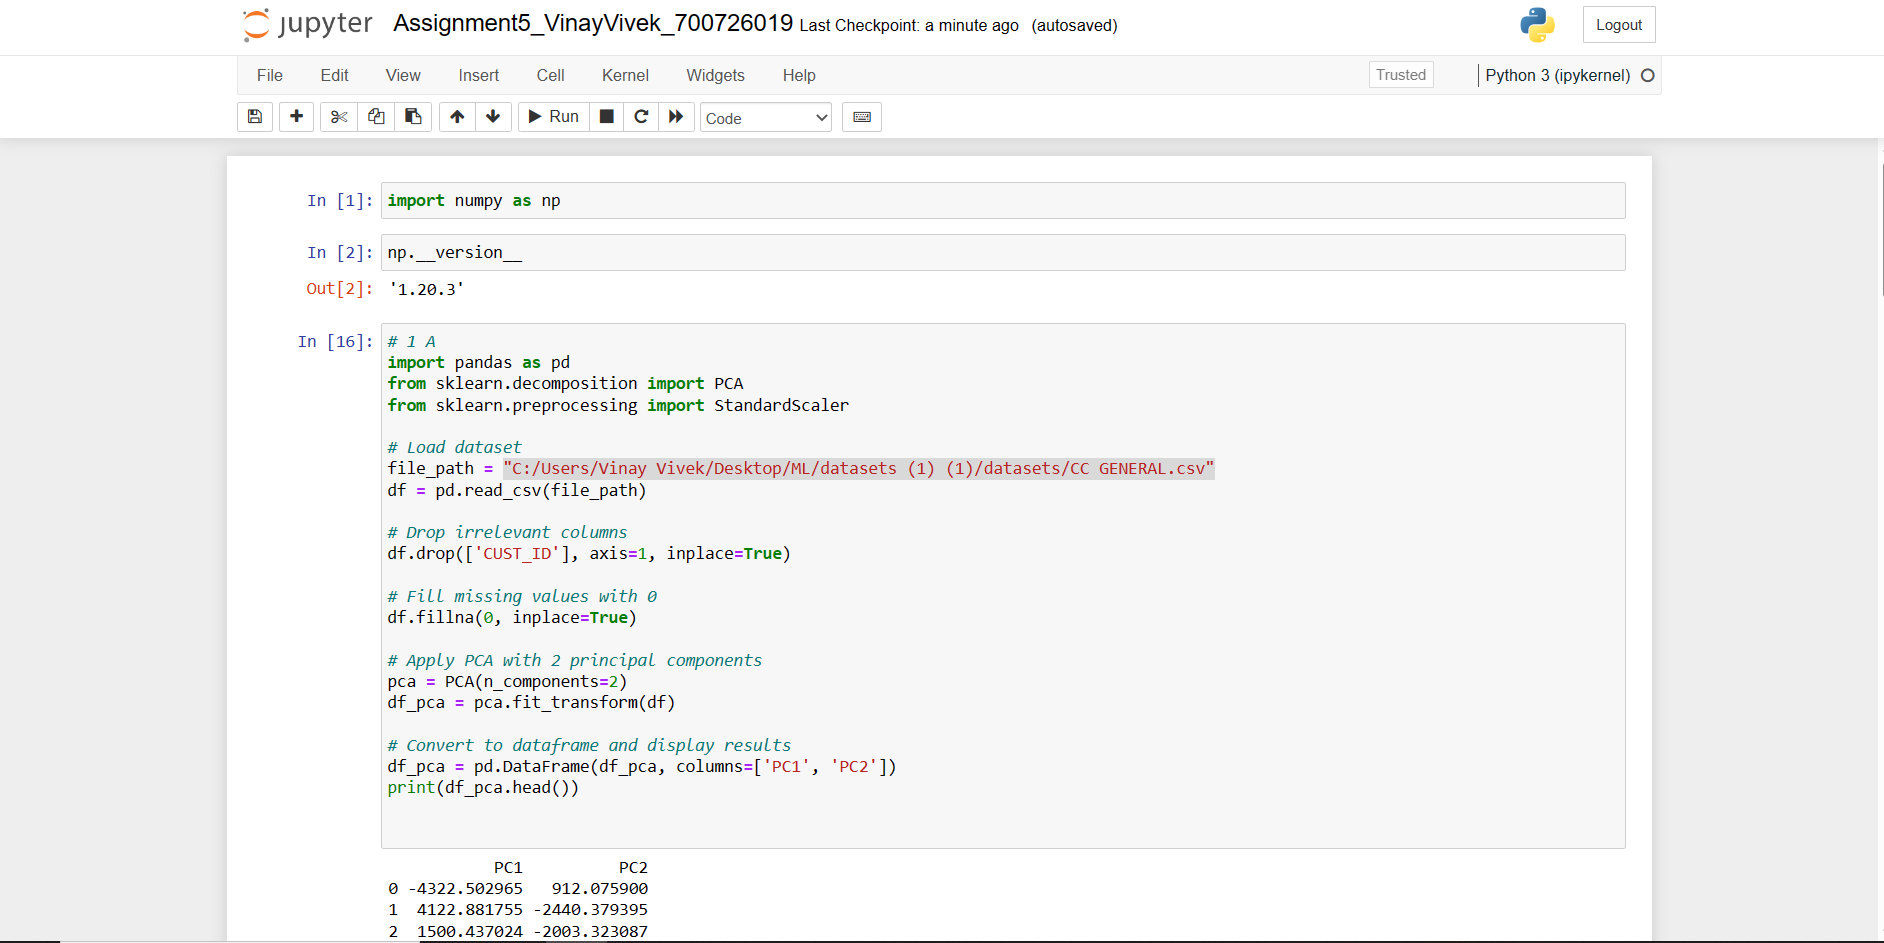 jupyter Assignment5_VinayVivek_700726019 Last Checkpoint: a minute ago (autosaved) Logout
File Edit View Insert Cell Kernel Widgets Help Trusted Python 3 (ipykernel)
Run Code
In [1]: import numpy as np
In [2]: np.__version__
Out[2]: '1.20.3'
In [16]: # 1 A
import pandas as pd
from sklearn.decomposition import PCA
from sklearn.preprocessing import StandardScaler
# Load dataset
file_path = "C:/Users/Vinay Vivek/Desktop/ML/datasets (1) (1)/datasets/CC GENERAL.csv"
df = pd.read_csv(file_path)
# Drop irrelevant columns
df.drop(['CUST_ID'], axis=1, inplace=True)
# Fill missing values with 0
df.fillna(0, inplace=True)
# Apply PCA with 2 principal components
pca = PCA(n_components=2)
df_pca = pca.fit_transform(df)
# Convert to dataframe and display results
df_pca = pd.DataFrame(df_pca, columns=['PC1', 'PC2'])
print(df_pca.head())
PC1 PC2
0 -4322.502965 912.075900
1 4122.881755 -2440.379395
2 1500.437024 -2003.323087